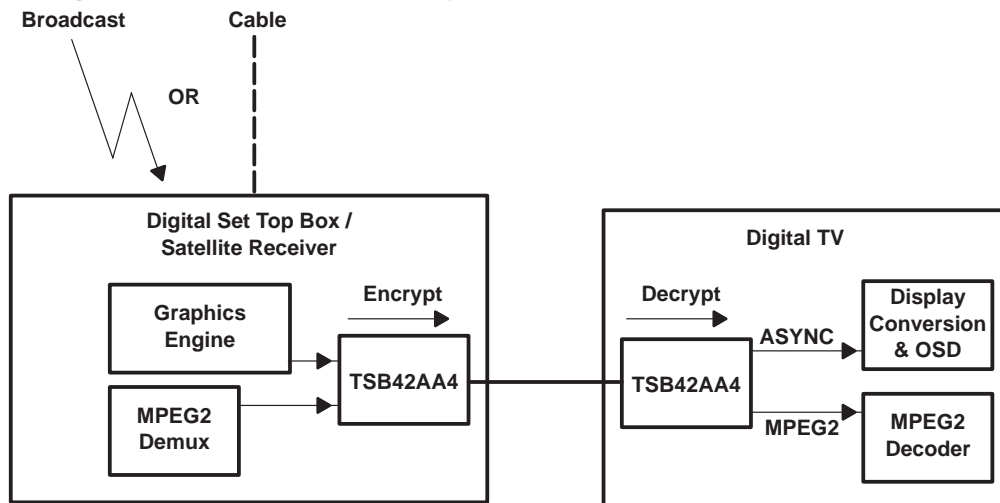 Broadcast
Cable
OR
Digital Set Top Box /
Satellite Receiver
Graphics
Engine
MPEG2
Demux
Encrypt
TSB42AA4
Digital TV
Decrypt
TSB42AA4
ASYNC
MPEG2
Display
Conversion
& OSD
MPEG2
Decoder